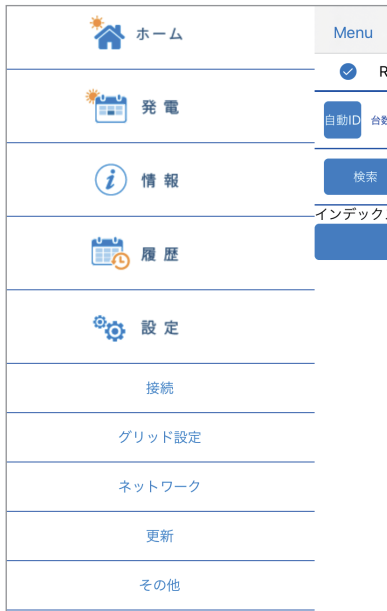 ホーム
発電
情報
履歴
設定
接続
グリッド設定
ネットワーク
更新
その他
Menu
自動ID
検索
インデック